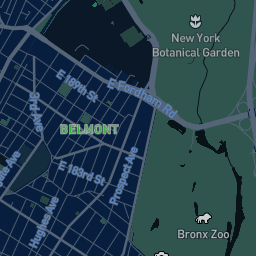 New York
Botanical Garden
E Fordham Rd
E 189th St
3rd Ave
BELMONT
E 183rd St
Prospect Ave
Hughes Ave
Ave
Bronx Zoo